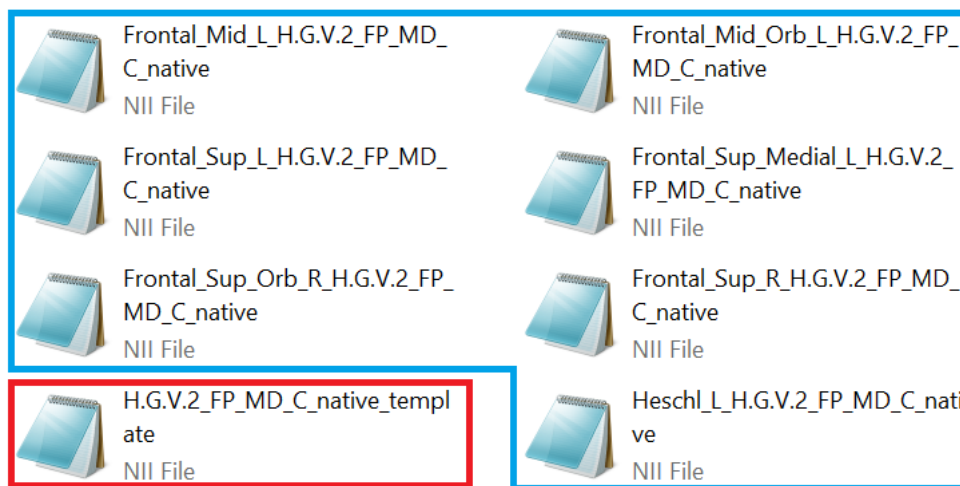 Frontal_Mid_L_H.G.V.2_FP_MD_
C_native
NII File
Frontal_Mid_Orb_L_H.G.V.2_FP_
MD_C_native
NII File
Frontal_Sup_L_H.G.V.2_FP_MD_
C_native
NII File
Frontal_Sup_Medial_L_H.G.V.2_
FP_MD_C_native
NII File
Frontal_Sup_Orb_R_H.G.V.2_FP_
MD_C_native
NII File
Frontal_Sup_R_H.G.V.2_FP_MD_
C_native
NII File
H.G.V.2_FP_MD_C_native_templ
ate
NII File
Heschl_L_H.G.V.2_FP_MD_C_nati
ve
NII File